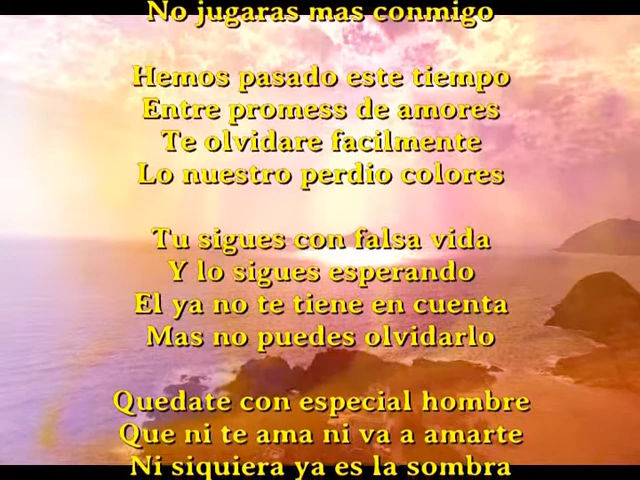 No jugaras mas conmigo
Hemos pasado este tiempo
Entre promess de amores
Te olvidare facilmente
Lo nuestro perdio colores
Tu sigues con falsa vida
Y lo sigues esperando
El ya no te tiene en cuenta
Mas no puedes olvidarlo
Quedate con especial hombre
Que ni te ama ni va a amarte
Ni siquiera ya es la sombra